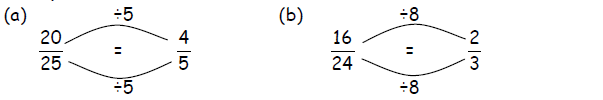 (a) ÷5
20/25 = 4/5
÷5
(b) ÷8
16/24 = 2/3
÷8